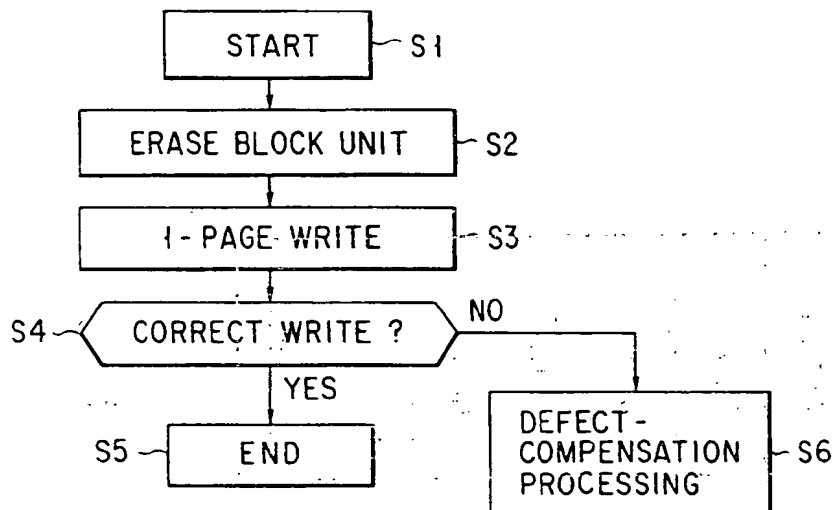 START
S1
ERASE BLOCK UNIT
S2
1-PAGE WRITE
S3
S4
CORRECT WRITE ?
NO
YES
S5
END
DEFECT-
COMPENSATION
PROCESSING
S6